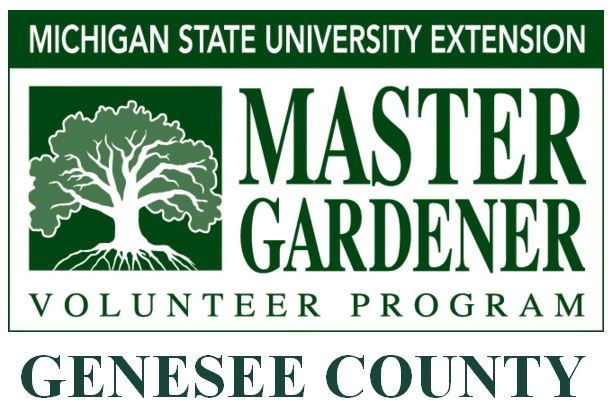 MICHIGAN STATE UNIVERSITY EXTENSION
MASTER
GARDENER
VOLUNTEER PROGRAM
GENESEE COUNTY